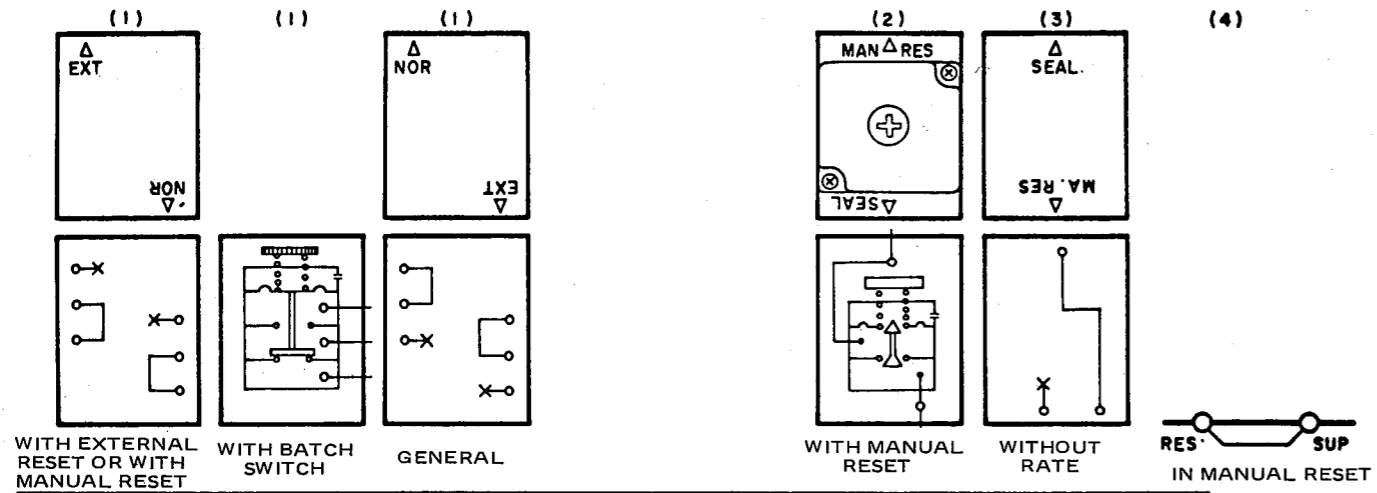 (1) (1) (1) (2) (3) (4)
EXT
NOR
NOR
EXT
MAN RES
SEAL
SEAL
MA. RES
WITH EXTERNAL
RESET OR WITH
MANUAL RESET
WITH BATCH
SWITCH
GENERAL
WITH MANUAL
RESET
WITHOUT
RATE
RES SUP
IN MANUAL RESET